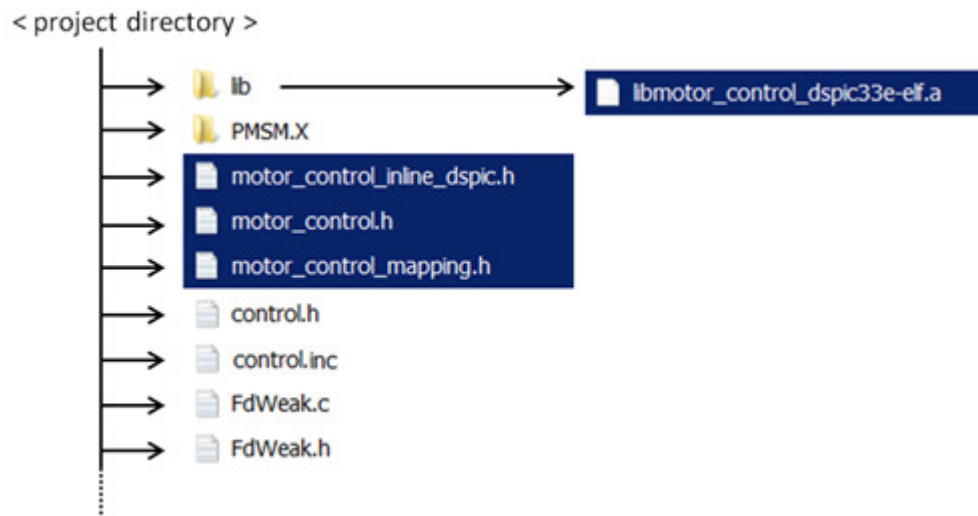 < project directory >
lib
libmotor_control_dspic33e-elf.a
PMSM.X
motor_control_inline_dspic.h
motor_control.h
motor_control_mapping.h
control.h
control.inc
FdWeak.c
FdWeak.h